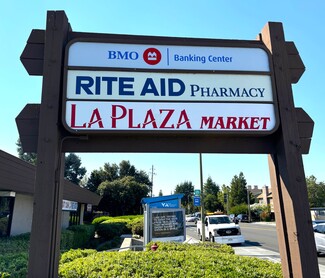 BMO Banking Center
RITE AID PHARMACY
LA PLAZA MARKET